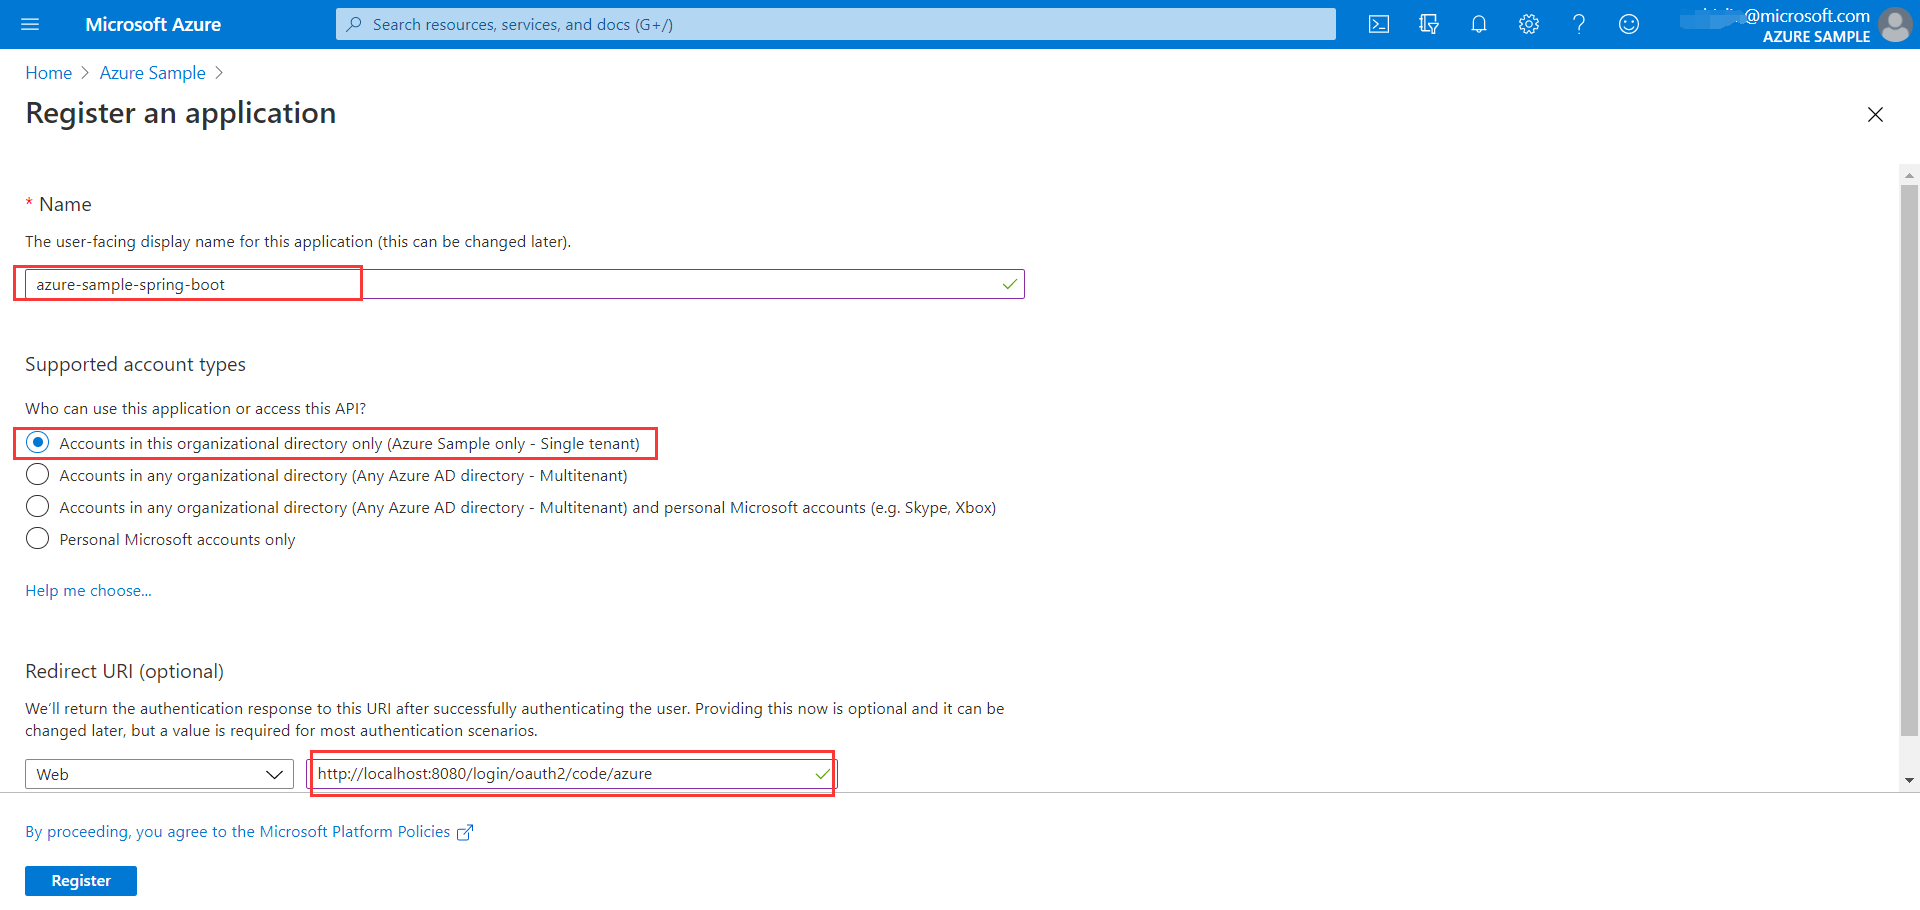 Microsoft Azure
Search resources, services, and docs (G+/)
@microsoft.com
AZURE SAMPLE
Home > Azure Sample >
Register an application
* Name
The user-facing display name for this application (this can be changed later).
azure-sample-spring-boot
Supported account types
Who can use this application or access this API?
Accounts in this organizational directory only (Azure Sample only - Single tenant)
Accounts in any organizational directory (Any Azure AD directory - Multitenant)
Accounts in any organizational directory (Any Azure AD directory - Multitenant) and personal Microsoft accounts (e.g. Skype, Xbox)
Personal Microsoft accounts only
Help me choose...
Redirect URI (optional)
We'll return the authentication response to this URI after successfully authenticating the user. Providing this now is optional and it can be
changed later, but a value is required for most authentication scenarios.
Web
http://localhost:8080/login/oauth2/code/azure
By proceeding, you agree to the Microsoft Platform Policies
Register